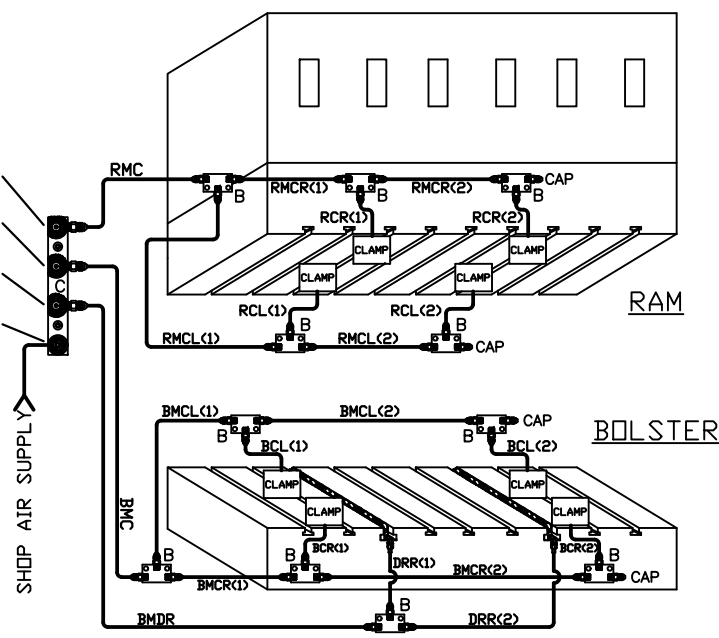 RMC
RMCR(1)
RMCR(2)
CAP
B
B
B
RCR(1)
RCR(2)
CLAMP
CLAMP
CLAMP
CLAMP
C
RCL(1)
RCL(2)
RAM
B
B
RMCL(1)
RMCL(2)
CAP
SHOP AIR SUPPLY
BMCL(1)
BMCL(2)
CAP
BOLSTER
B
B
BCL(1)
BCL(2)
CLAMP
CLAMP
CLAMP
CLAMP
BMC
BCR(1)
BCR(2)
B
B
B
DRR(1)
BMCR(1)
BMCR(2)
CAP
B
BMDR
DRR(2)